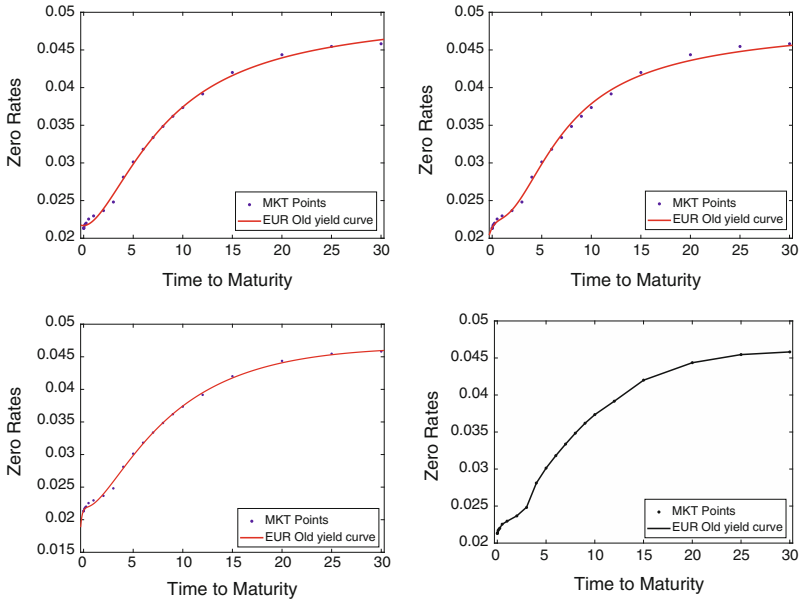 0.05
0.045
0.04
0.035
0.03
0.025
0.02
Zero Rates
MKT Points
EUR Old yield curve
5 10 15 20 25 30
Time to Maturity
0.05
0.045
0.04
0.035
0.03
0.025
0.02
Zero Rates
MKT Points
EUR Old yield curve
0 5 10 15 20 25 30
Time to Maturity
0.05
0.045
0.04
0.035
0.03
0.025
0.02
0.015
Zero Rates
MKT Points
EUR Old yield curve
0 5 10 15 20 25 30
Time to Maturity
0.05
0.045
0.04
0.035
0.03
0.025
0.02
Zero Rates
MKT Points
EUR Old yield curve
0 5 10 15 20 25 30
Time to Maturity